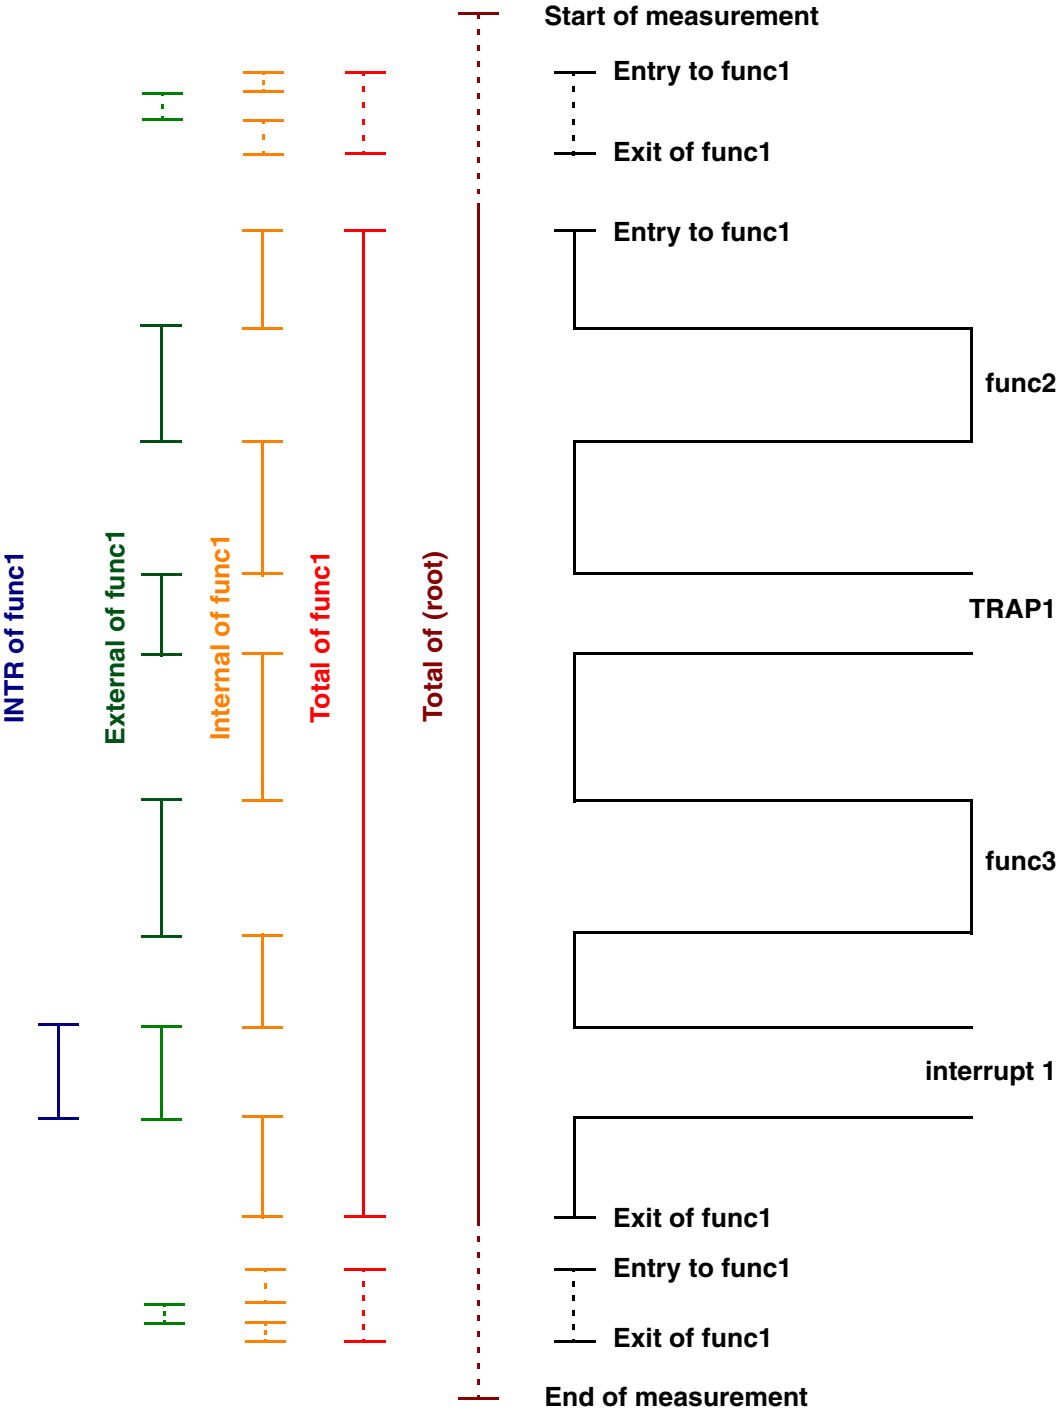 Start of measurement
Entry to func1
Exit of func1
Entry to func1
func2
INTR of func1
External of func1
Internal of func1
Total of func1
Total of (root)
TRAP1
func3
interrupt 1
Exit of func1
Entry to func1
Exit of func1
End of measurement